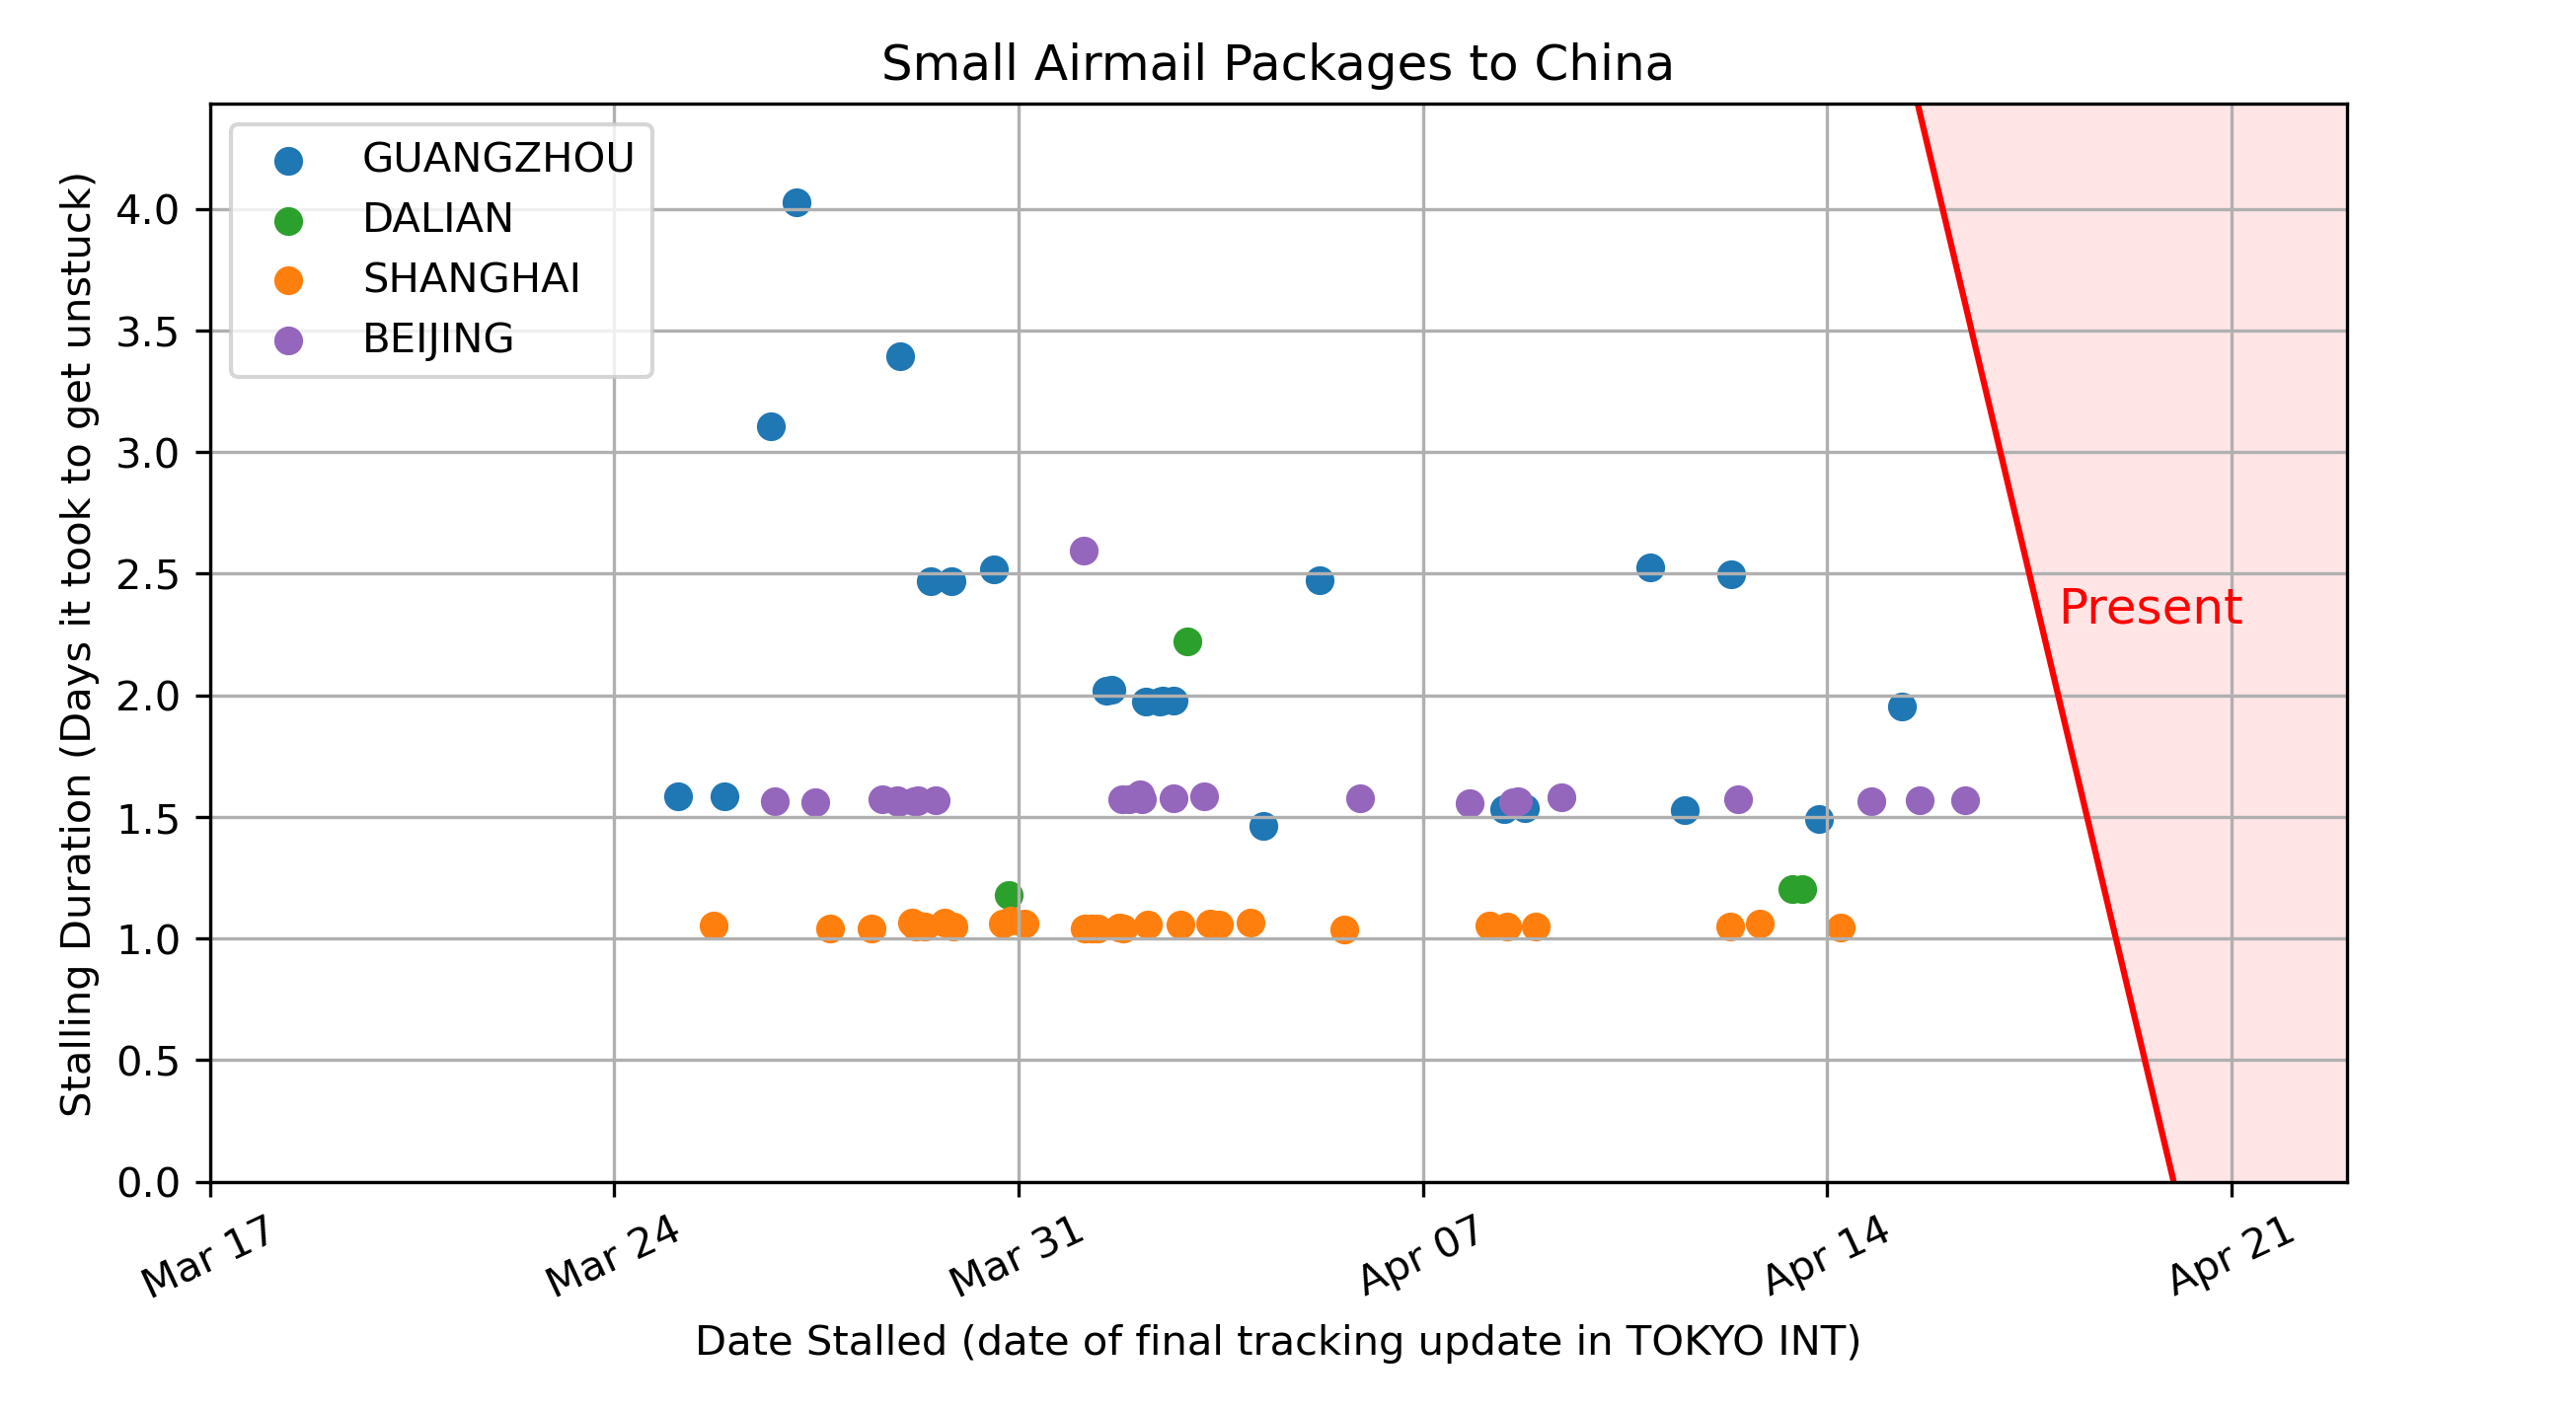 Small Airmail Packages to China
GUANGZHOU
DALIAN
SHANGHAI
BEIJING
Stalling Duration (Days it took to get unstuck)
4.0
3.5
3.0
2.5
2.0
1.5
1.0
0.5
0.0
Present
Mar 17
Mar 24
Mar 31
Apr 07
Apr 14
Apr 21
Date Stalled (date of final tracking update in TOKYO INT)